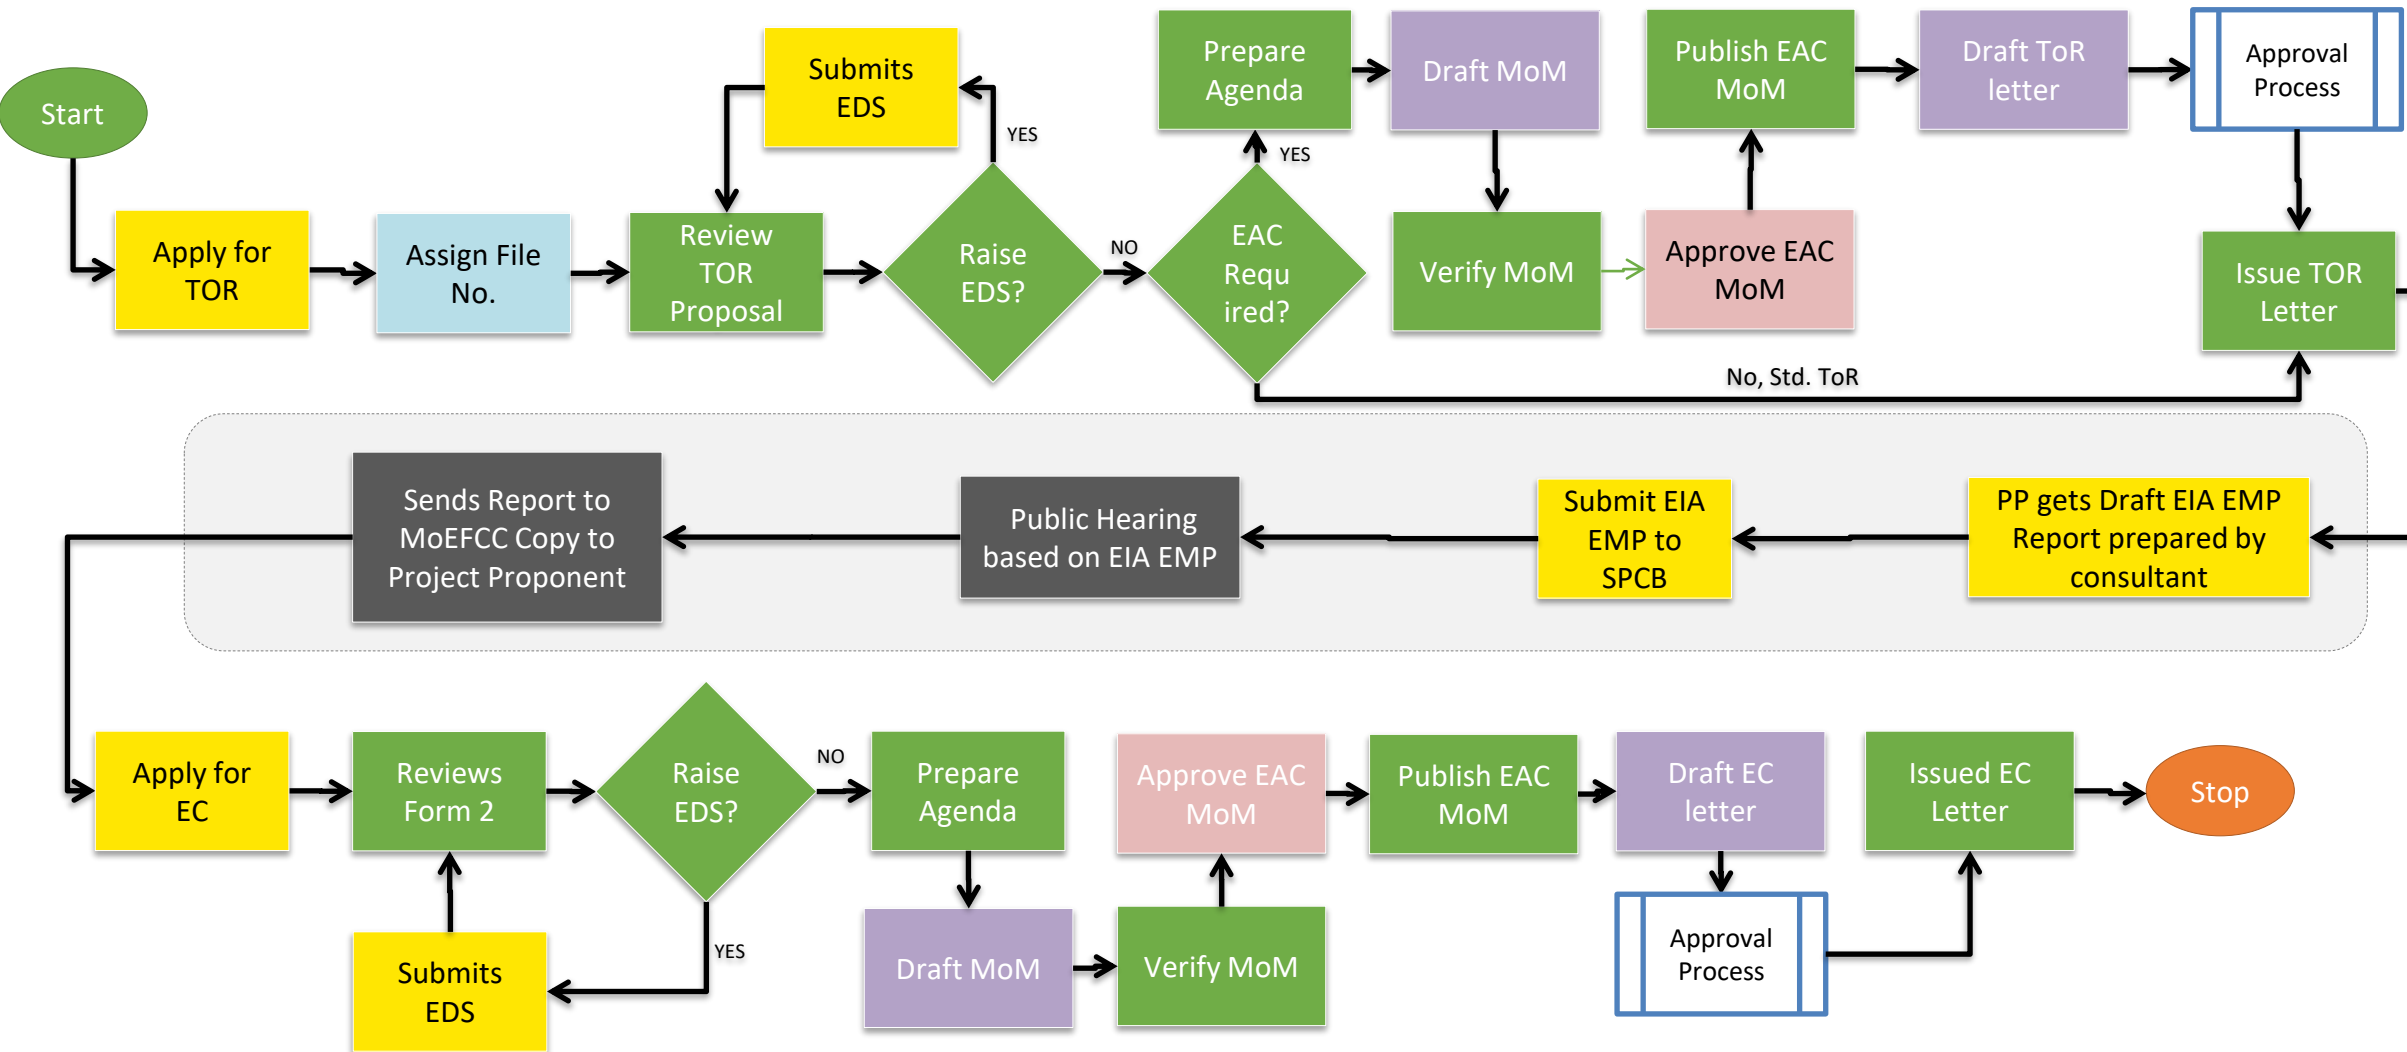 Start
Apply for
TOR
Assign File
No.
Review
TOR
Proposal
Submits
EDS
Raise
EDS?
YES
NO
EAC
Requ
ired?
YES
No, Std. ToR
Prepare
Agenda
Draft MoM
Verify MoM
Approve EAC
MoM
Publish EAC
MoM
Draft ToR
letter
Approval
Process
Issue TOR
Letter
PP gets Draft EIA EMP
Report prepared by
consultant
Submit EIA
EMP to
SPCB
Public Hearing
based on EIA EMP
Sends Report to
MoEFCC Copy to
Project Proponent
Apply for
EC
Reviews
Form 2
Raise
EDS?
YES
Submits
EDS
NO
Prepare
Agenda
Draft MoM
Verify MoM
Approve EAC
MoM
Publish EAC
MoM
Draft EC
letter
Approval
Process
Issued EC
Letter
Stop